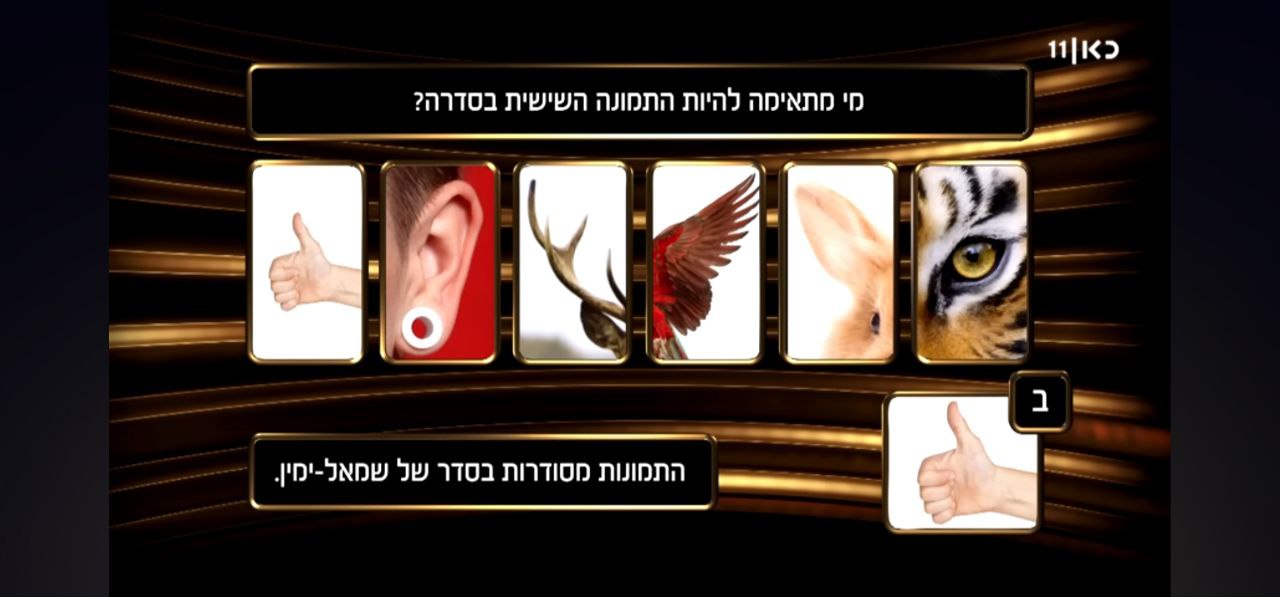 כאן|11
מי מתאימה להיות התמונה השישית בסדרה?
ב
התמונות מסודרות בסדר של שמאל-ימין.